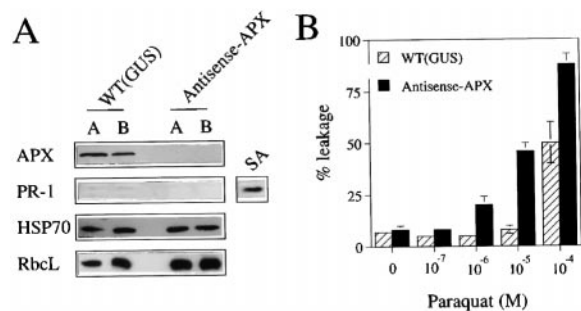 A
WT(GUS)
Antisense-APX
A B A B
APX
SA
PR-1
HSP70
RbcL
B
100
75
50
25
0
% leakage
WT(GUS)
Antisense-APX
0 10-7 10-6 10-5 10-4
Paraquat (M)